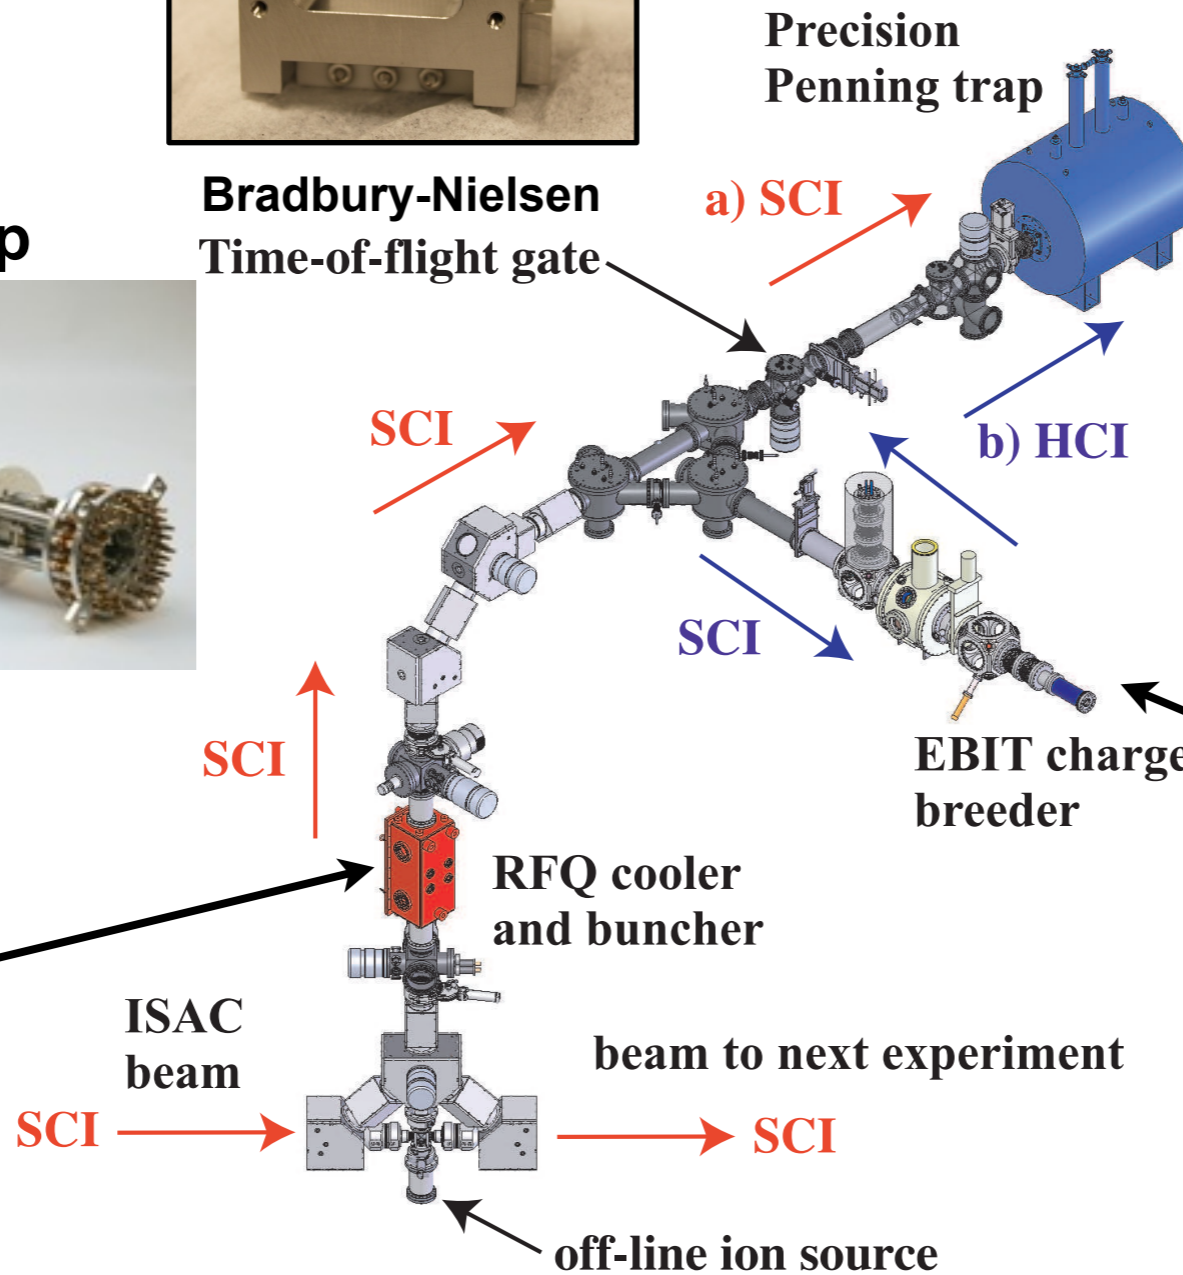 Precision
Penning trap
Bradbury-Nielsen
Time-of-flight gate
a) SCI
p
SCI
b) HCI
SCI
SCI
EBIT charge
breeder
RFQ cooler
and buncher
ISAC
beam
beam to next experiment
SCI
SCI
off-line ion source